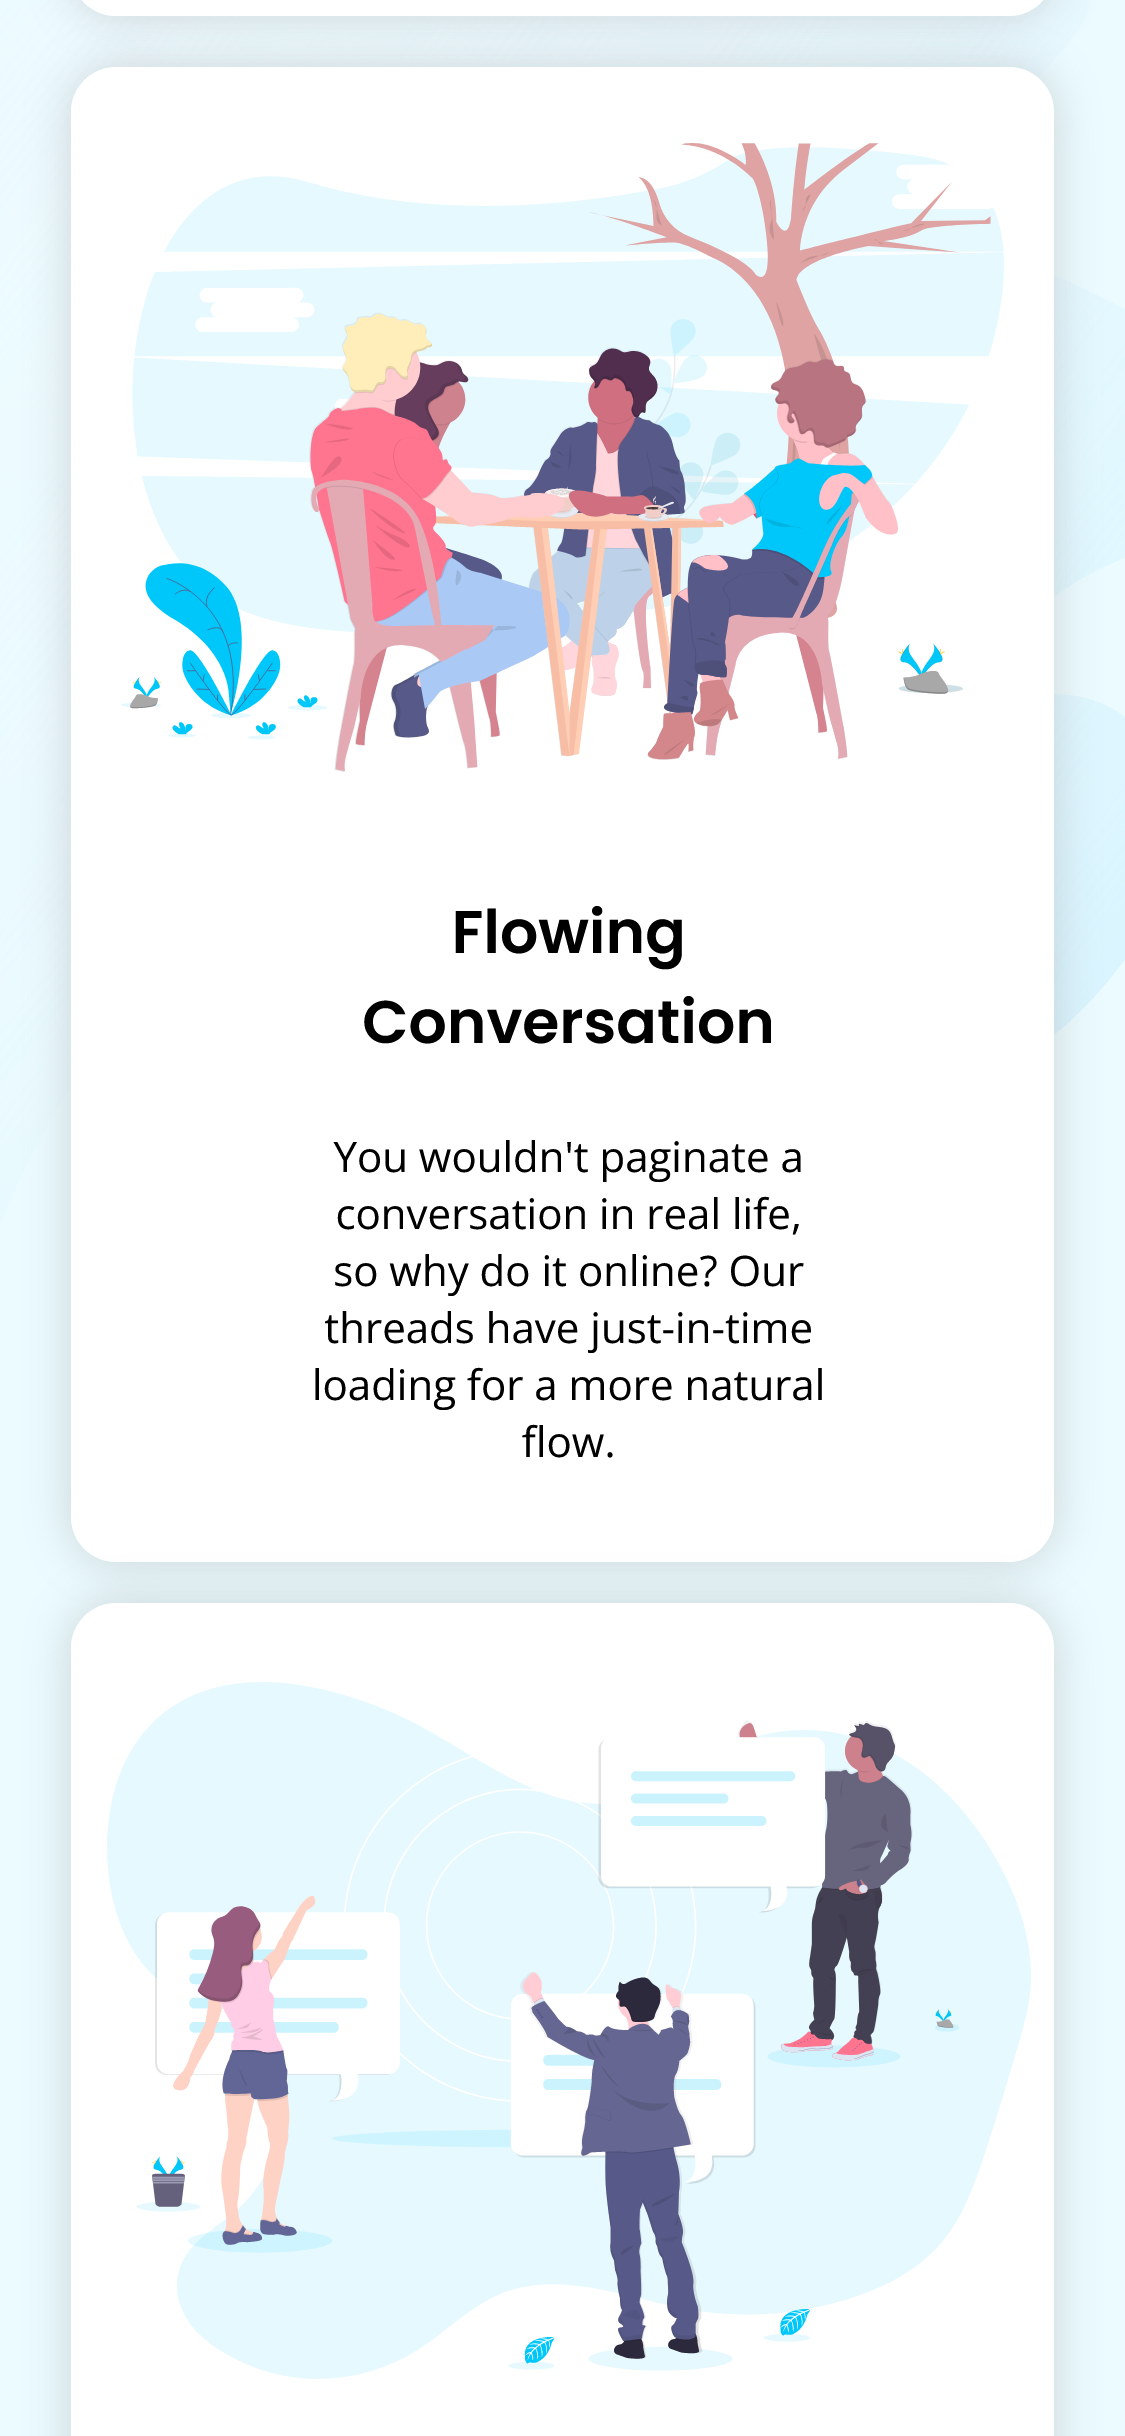 Flowing
Conversation
You wouldn't paginate a
conversation in real life,
so why do it online? Our
threads have just-in-time
loading for a more natural
flow.